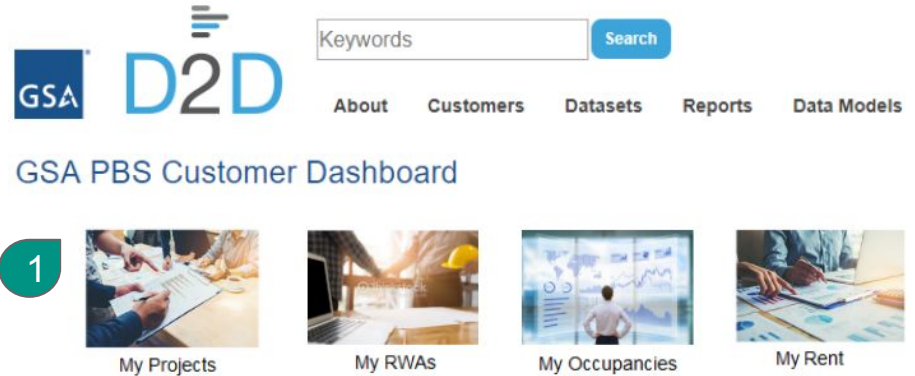 Keywords
Search
GSA
D2D
About Customers Datasets Reports Data Models
GSA PBS Customer Dashboard
1
My Projects
My RWAs
My Occupancies
My Rent